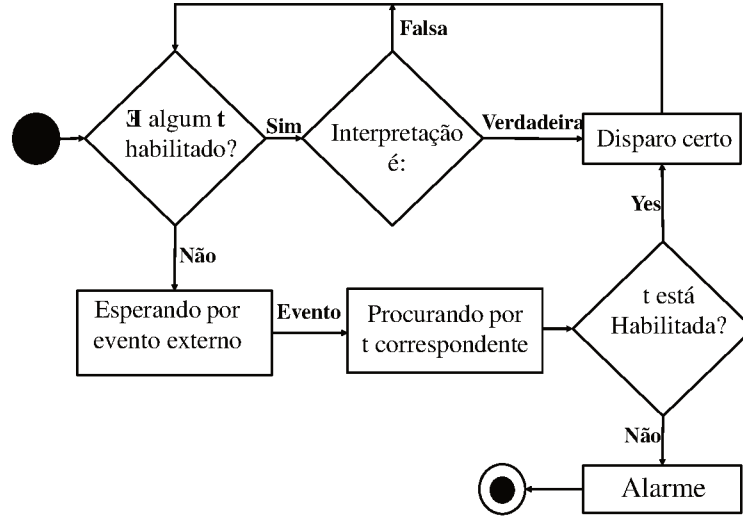 Falsa
∃ algum t
habilitado?
Sim
Interpretação
é:
Verdadeira
Disparo certo
Não
Yes
Esperando por
evento externo
Evento
Procurando por
t correspondente
t está
Habilitada?
Não
Alarme